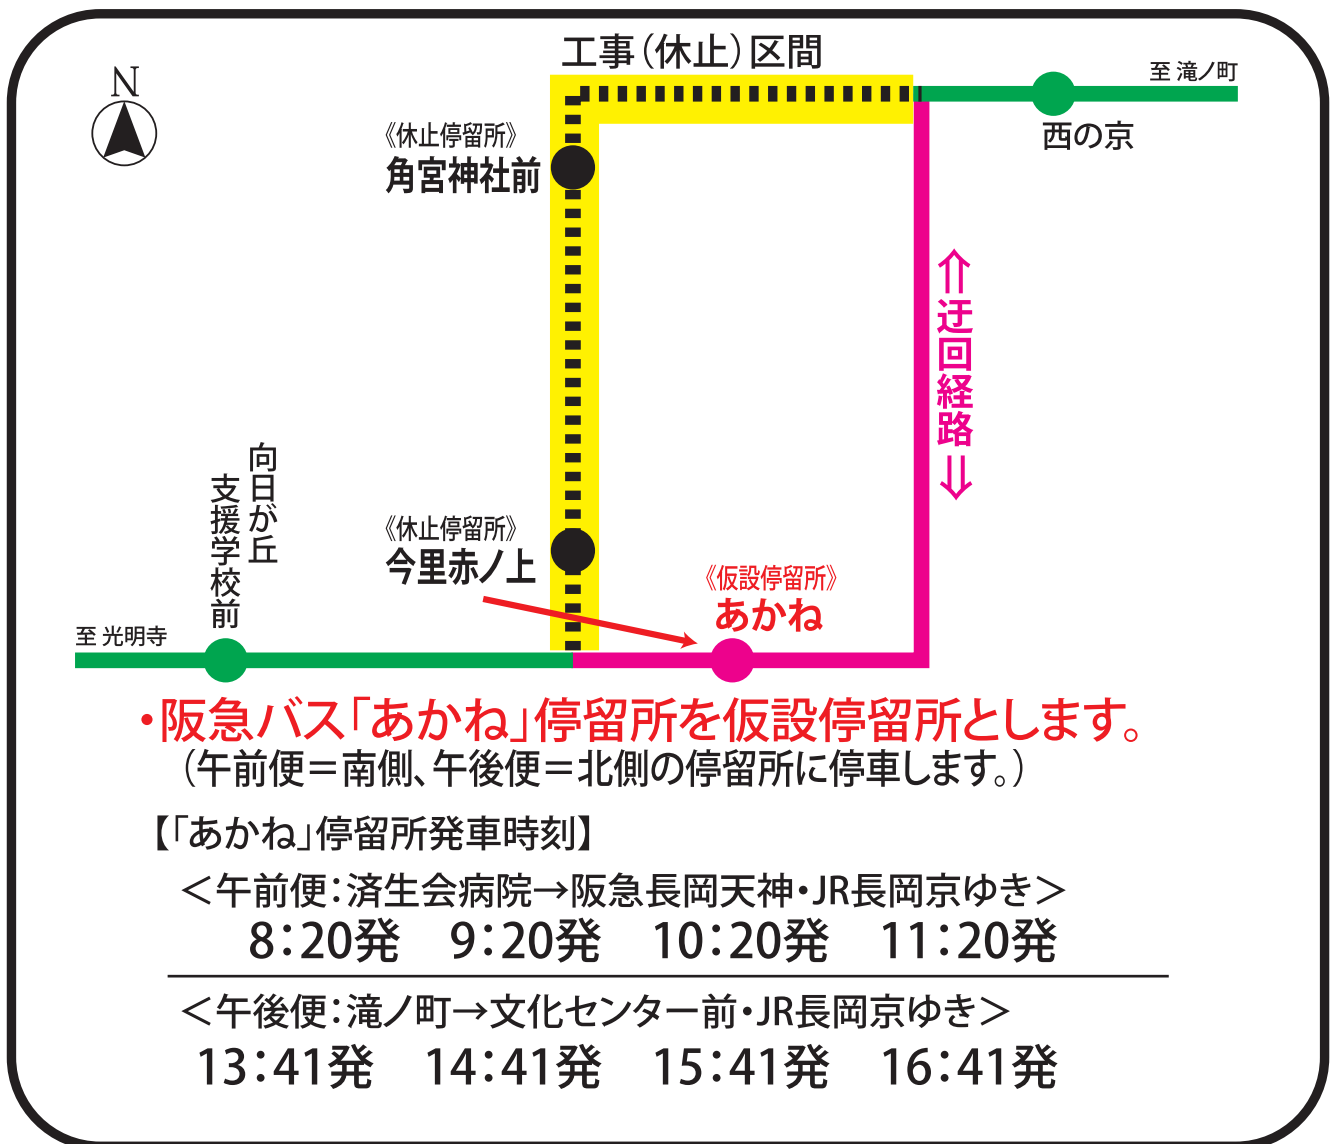 工事（休止）区間
N
至 滝ノ町
西の京
《休止停留所》
角宮神社前
⇑迂回経路⇓
向日が丘
支援学校前
《休止停留所》
今里赤ノ上
《仮設停留所》
あかね
至 光明寺
・阪急バス「あかね」停留所を仮設停留所とします。
（午前便＝南側、午後便＝北側の停留所に停車します。）
【「あかね」停留所発車時刻】
＜午前便：済生会病院→阪急長岡天神・JR長岡京ゆき＞
8：20発　9：20発　10：20発　11：20発
＜午後便：滝ノ町→文化センター前・JR長岡京ゆき＞
13：41発　14：41発　15：41発　16：41発